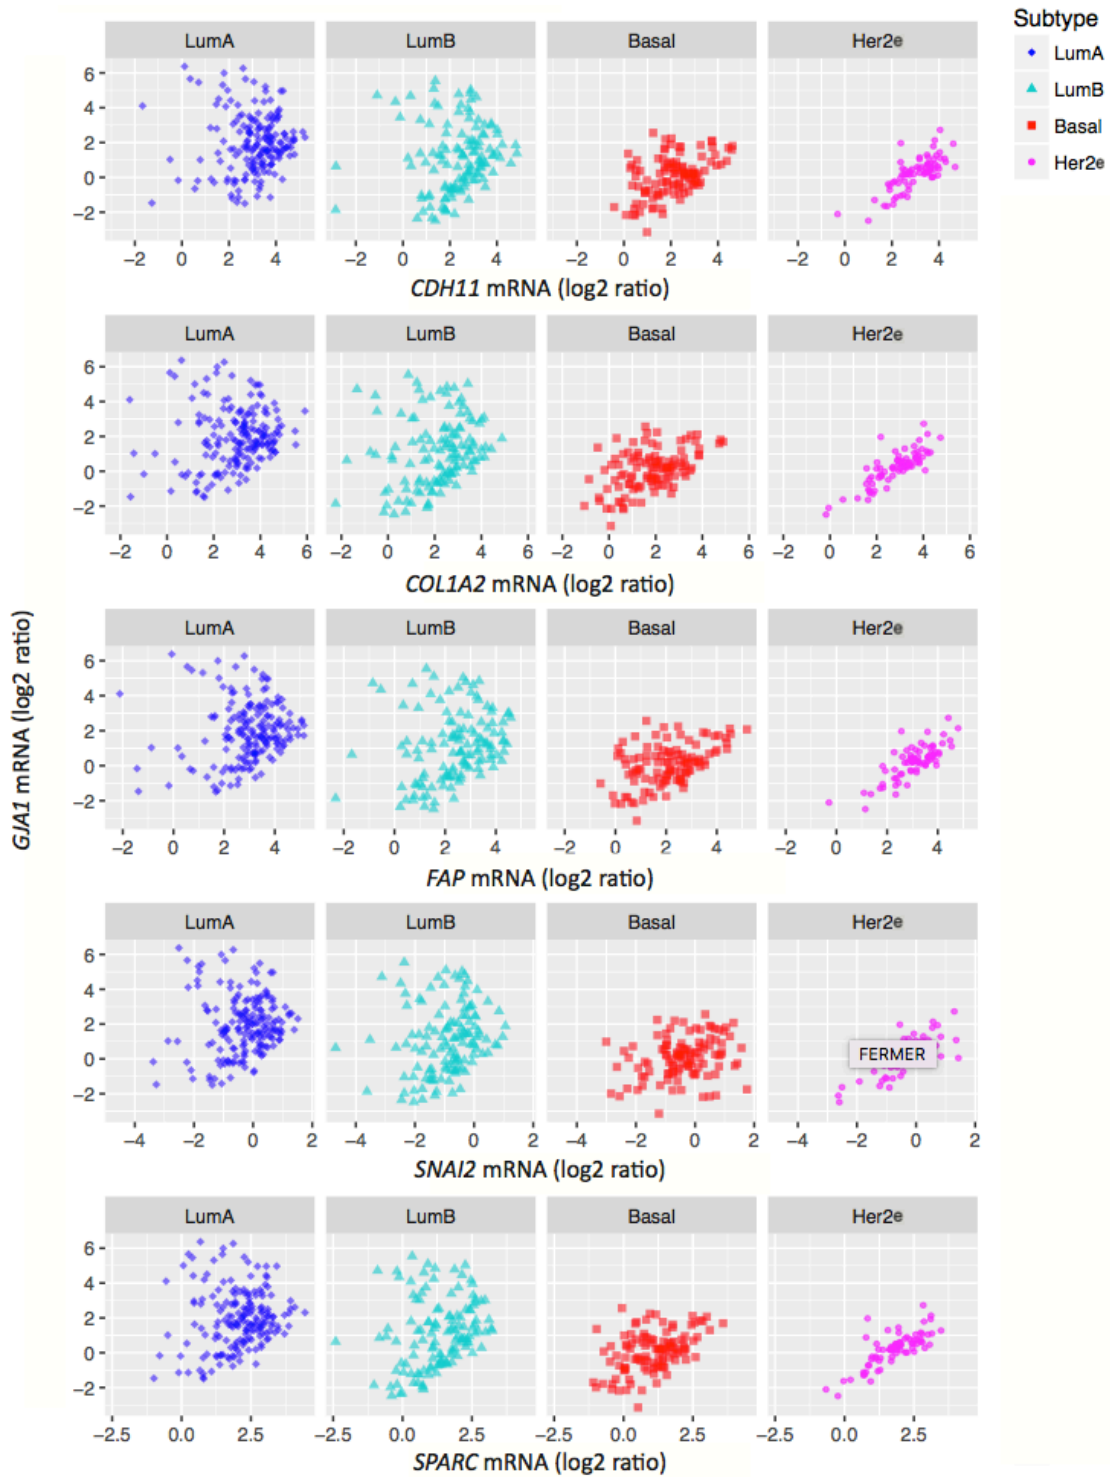 Subtype
LumA
LumB
Basal
Her2e
LumA LumB Basal Her2e
6
4
2
0
−2
−2 0 2 4 −2 0 2 4 −2 0 2 4 −2 0 2 4
CDH11 mRNA (log2 ratio)
LumA LumB Basal Her2e
6
4
2
0
−2
−2 0 2 4 6 −2 0 2 4 6 −2 0 2 4 6 −2 0 2 4 6
COL1A2 mRNA (log2 ratio)
GJA1 mRNA (log2 ratio)
LumA LumB Basal Her2e
6
4
2
0
−2
−2 0 2 4 −2 0 2 4 −2 0 2 4 −2 0 2 4
FAP mRNA (log2 ratio)
LumA LumB Basal Her2e
6
4
2
0
−2
FERMER
−4 −2 0 2 −4 −2 0 2 −4 −2 0 2 −4 −2 0 2
SNAI2 mRNA (log2 ratio)
LumA LumB Basal Her2e
6
4
2
0
−2
−2.5 0.0 2.5 −2.5 0.0 2.5 −2.5 0.0 2.5 −2.5 0.0 2.5
SPARC mRNA (log2 ratio)